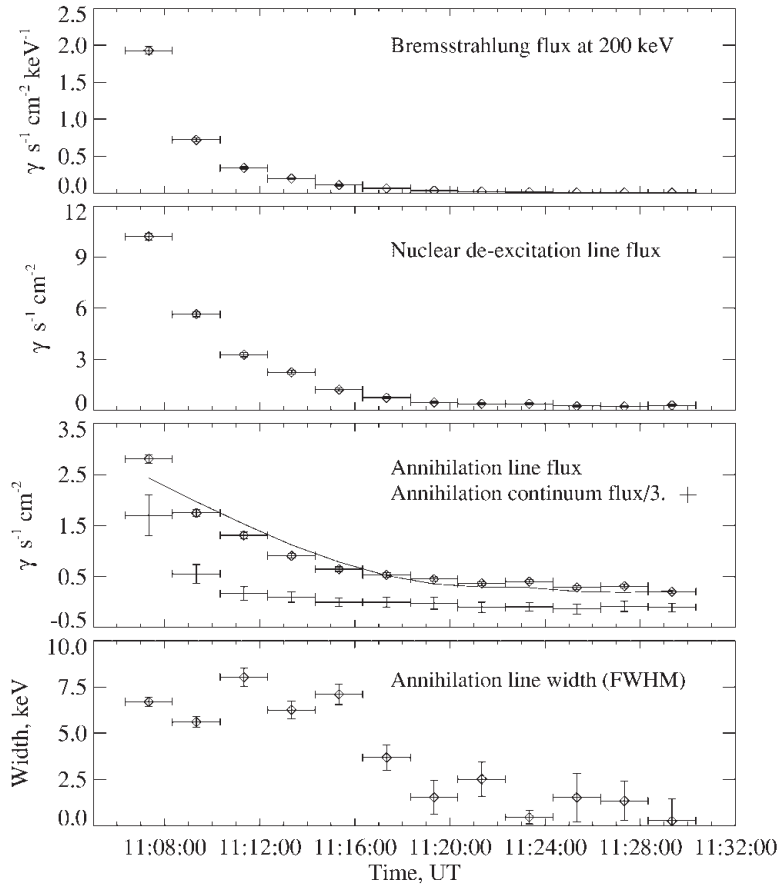 2.5
2.0
1.5
1.0
0.5
0.0
γ s-1 cm-2 keV-1
Bremsstrahlung flux at 200 keV
12
9
6
3
0
γ s-1 cm-2
Nuclear de-excitation line flux
3.5
2.5
1.5
0.5
-0.5
γ s-1 cm-2
Annihilation line flux
Annihilation continuum flux/3.
10.0
7.5
5.0
2.5
0.0
Width, keV
Annihilation line width (FWHM)
11:08:00 11:12:00 11:16:00 11:20:00 11:24:00 11:28:00 11:32:00
Time, UT